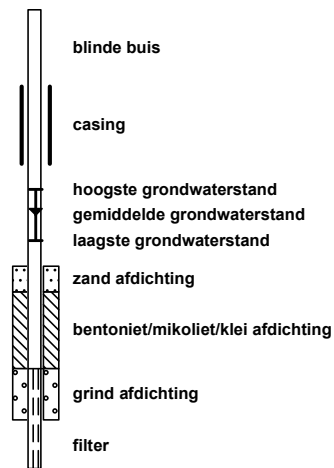 blinde buis
casing
hoogste grondwaterstand
gemiddelde grondwaterstand
laagste grondwaterstand
zand afdichting
bentoniet/mikoliet/klei afdichting
grind afdichting
filter